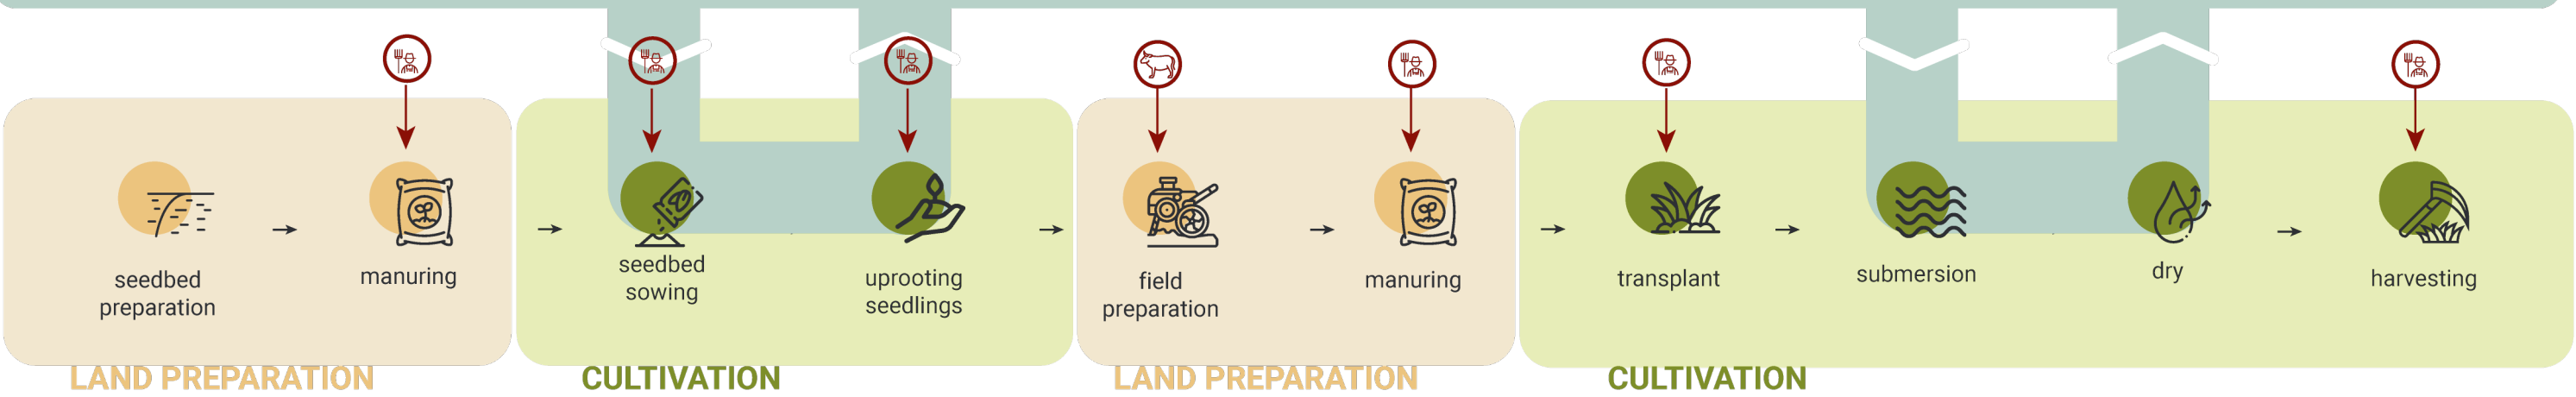 seedbed
preparation
manuring
seedbed
sowing
uprooting
seedlings
field
preparation
manuring
transplant
submersion
dry
harvesting
LAND PREPARATION
CULTIVATION
LAND PREPARATION
CULTIVATION